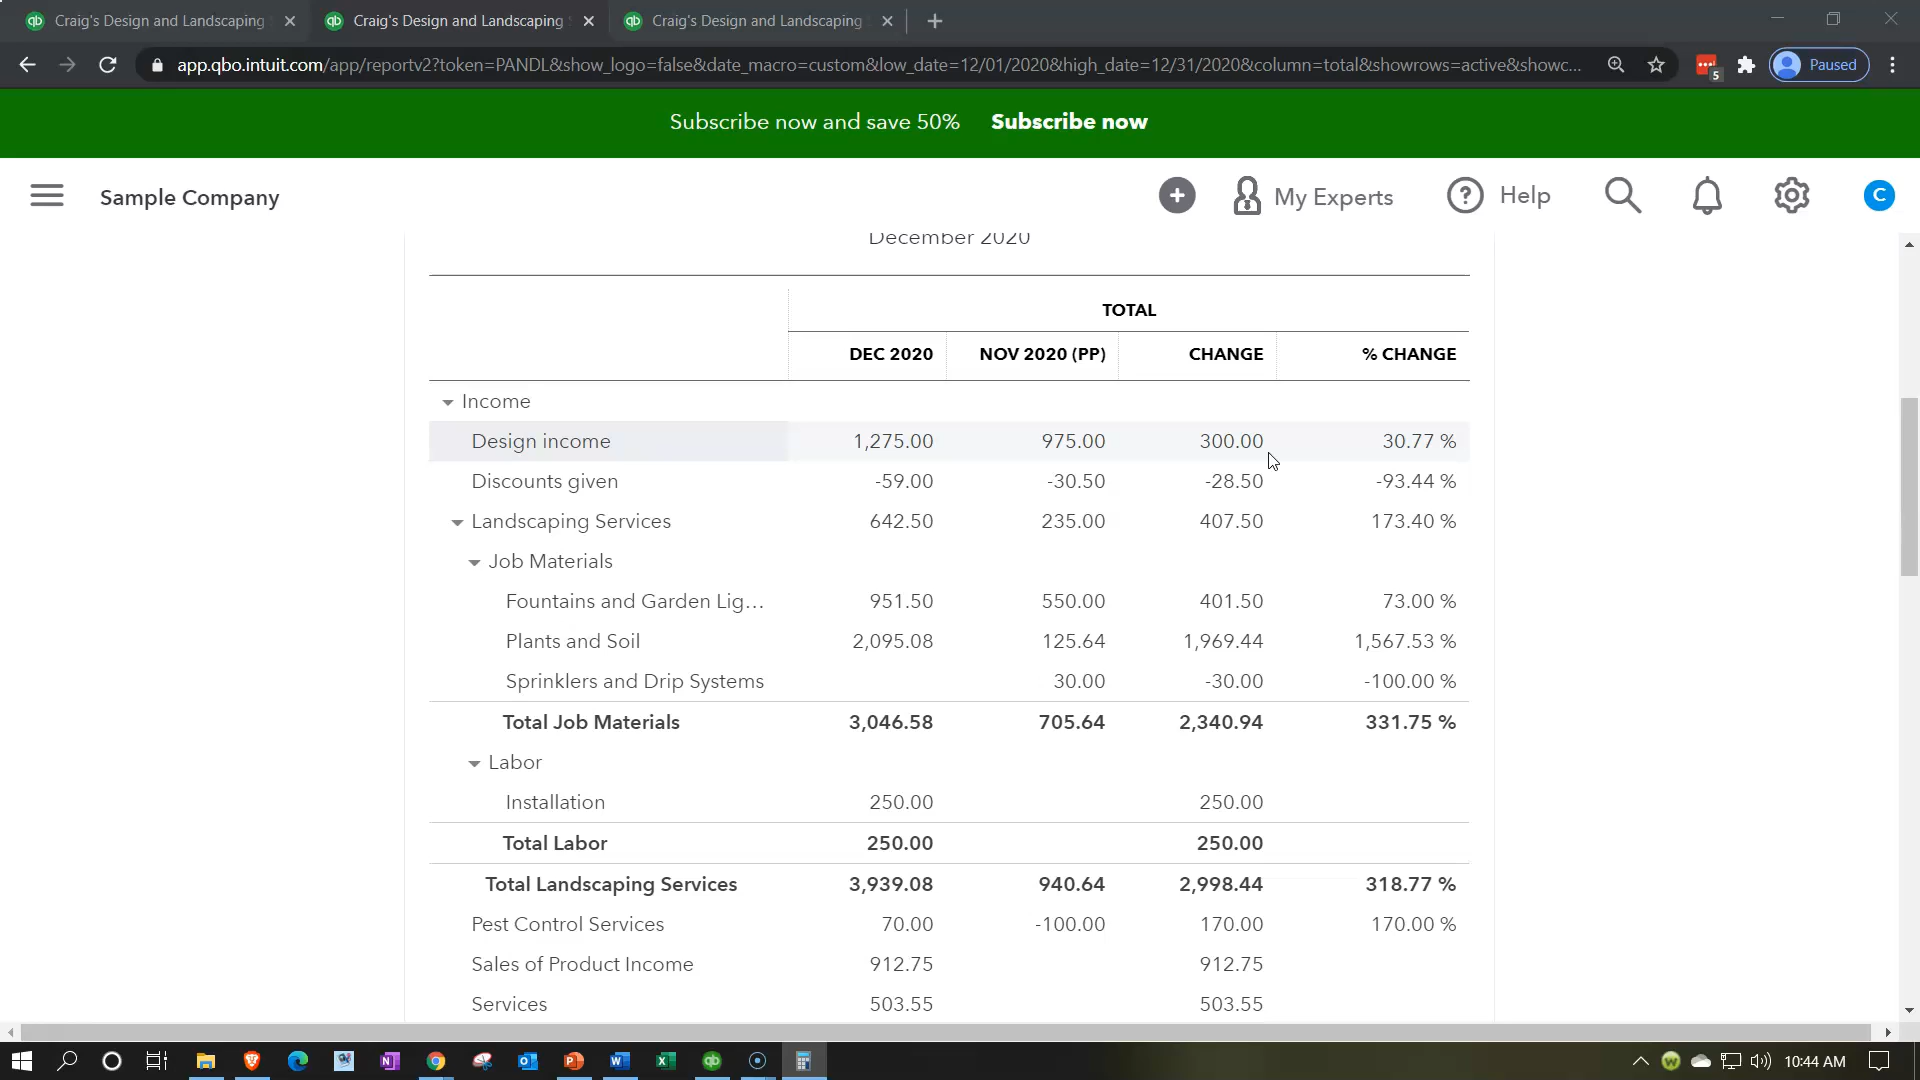 Craig's Design and Landscaping
Craig's Design and Landscaping
Craig's Design and Landscaping
app.qbo.intuit.com/app/reportv2?token=PANDL&show_logo=false&date_macro=custom&low_date=12/01/2020&high_date=12/31/2020&column=total&showrows=active&showc...
5
Paused
Subscribe now and save 50% Subscribe now
Sample Company
My Experts
Help
C
December 2020
TOTAL
DEC 2020 NOV 2020 (PP) CHANGE % CHANGE
Income
Design income 1,275.00 975.00 300.00 30.77 %
Discounts given -59.00 -30.50 -28.50 -93.44 %
Landscaping Services 642.50 235.00 407.50 173.40 %
Job Materials
Fountains and Garden Lig... 951.50 550.00 401.50 73.00 %
Plants and Soil 2,095.08 125.64 1,969.44 1,567.53 %
Sprinklers and Drip Systems 30.00 -30.00 -100.00 %
Total Job Materials 3,046.58 705.64 2,340.94 331.75 %
Labor
Installation 250.00 250.00
Total Labor 250.00 250.00
Total Landscaping Services 3,939.08 940.64 2,998.44 318.77 %
Pest Control Services 70.00 -100.00 170.00 170.00 %
Sales of Product Income 912.75 912.75
Services 503.55 503.55
10:44 AM